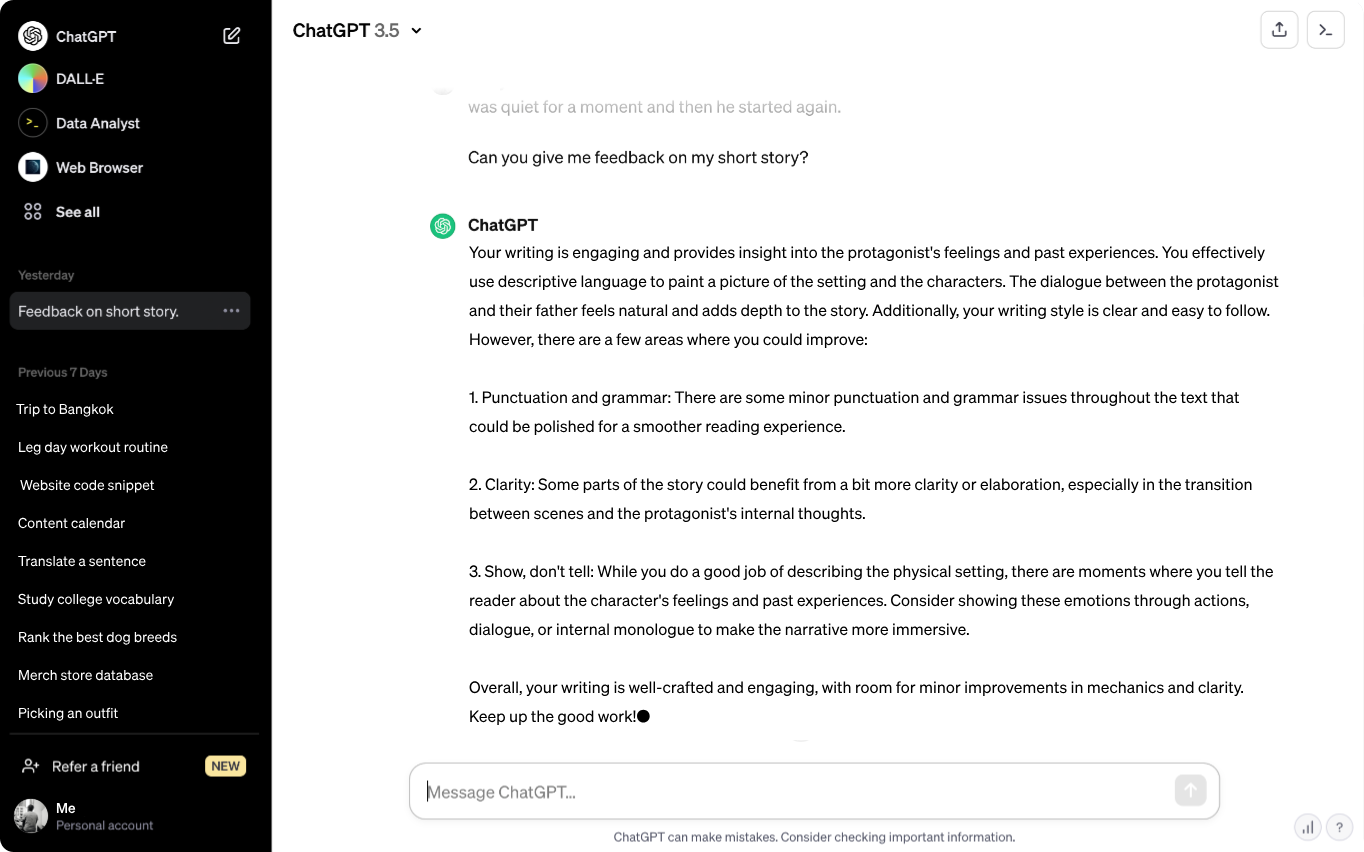 ChatGPT
DALL·E
Data Analyst
Web Browser
See all
Yesterday
Feedback on short story.
Previous 7 Days
Trip to Bangkok
Leg day workout routine
Website code snippet
Content calendar
Translate a sentence
Study college vocabulary
Rank the best dog breeds
Merch store database
Picking an outfit
Refer a friend
NEW
Me
Personal account
ChatGPT 3.5
was quiet for a moment and then he started again.
Can you give me feedback on my short story?
ChatGPT
Your writing is engaging and provides insight into the protagonist's feelings and past experiences. You effectively
use descriptive language to paint a picture of the setting and the characters. The dialogue between the protagonist
and their father feels natural and adds depth to the story. Additionally, your writing style is clear and easy to follow.
However, there are a few areas where you could improve:
1. Punctuation and grammar: There are some minor punctuation and grammar issues throughout the text that
could be polished for a smoother reading experience.
2. Clarity: Some parts of the story could benefit from a bit more clarity or elaboration, especially in the transition
between scenes and the protagonist's internal thoughts.
3. Show, don't tell: While you do a good job of describing the physical setting, there are moments where you tell the
reader about the character's feelings and past experiences. Consider showing these emotions through actions,
dialogue, or internal monologue to make the narrative more immersive.
Overall, your writing is well-crafted and engaging, with room for minor improvements in mechanics and clarity.
Keep up the good work!
Message ChatGPT...
ChatGPT can make mistakes. Consider checking important information.
?